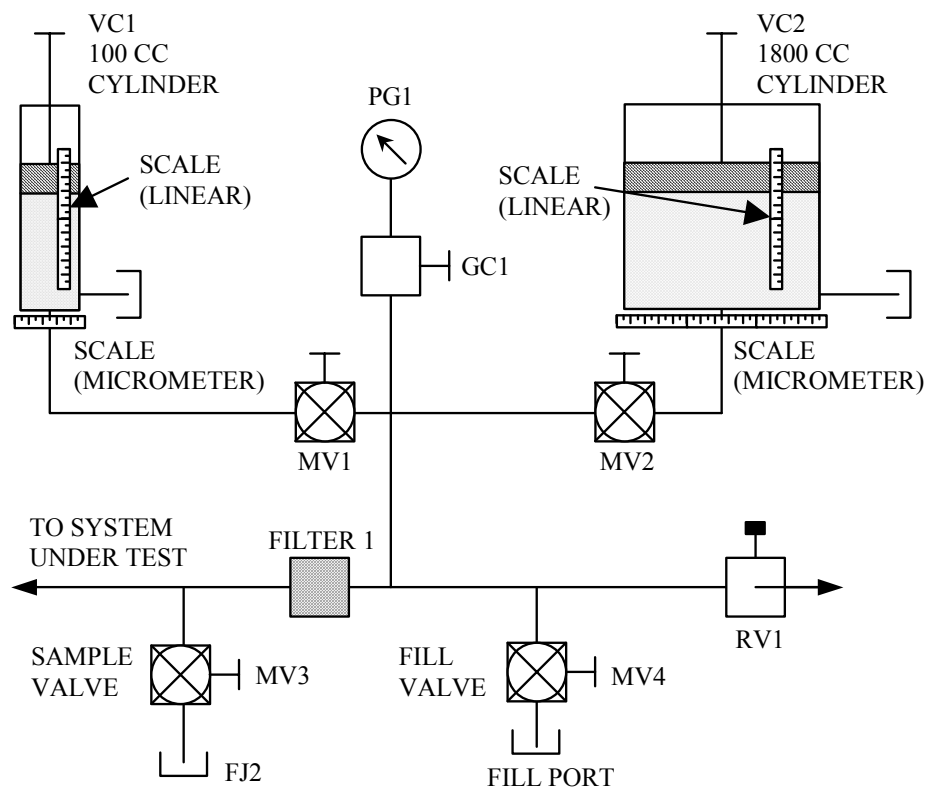 VC1
100 CC
CYLINDER
VC2
1800 CC
CYLINDER
PG1
SCALE
(LINEAR)
SCALE
(LINEAR)
GC1
SCALE
(MICROMETER)
SCALE
(MICROMETER)
MV1
MV2
TO SYSTEM
UNDER TEST
FILTER 1
RV1
SAMPLE
VALVE
MV3
FILL
VALVE
MV4
FJ2
FILL PORT